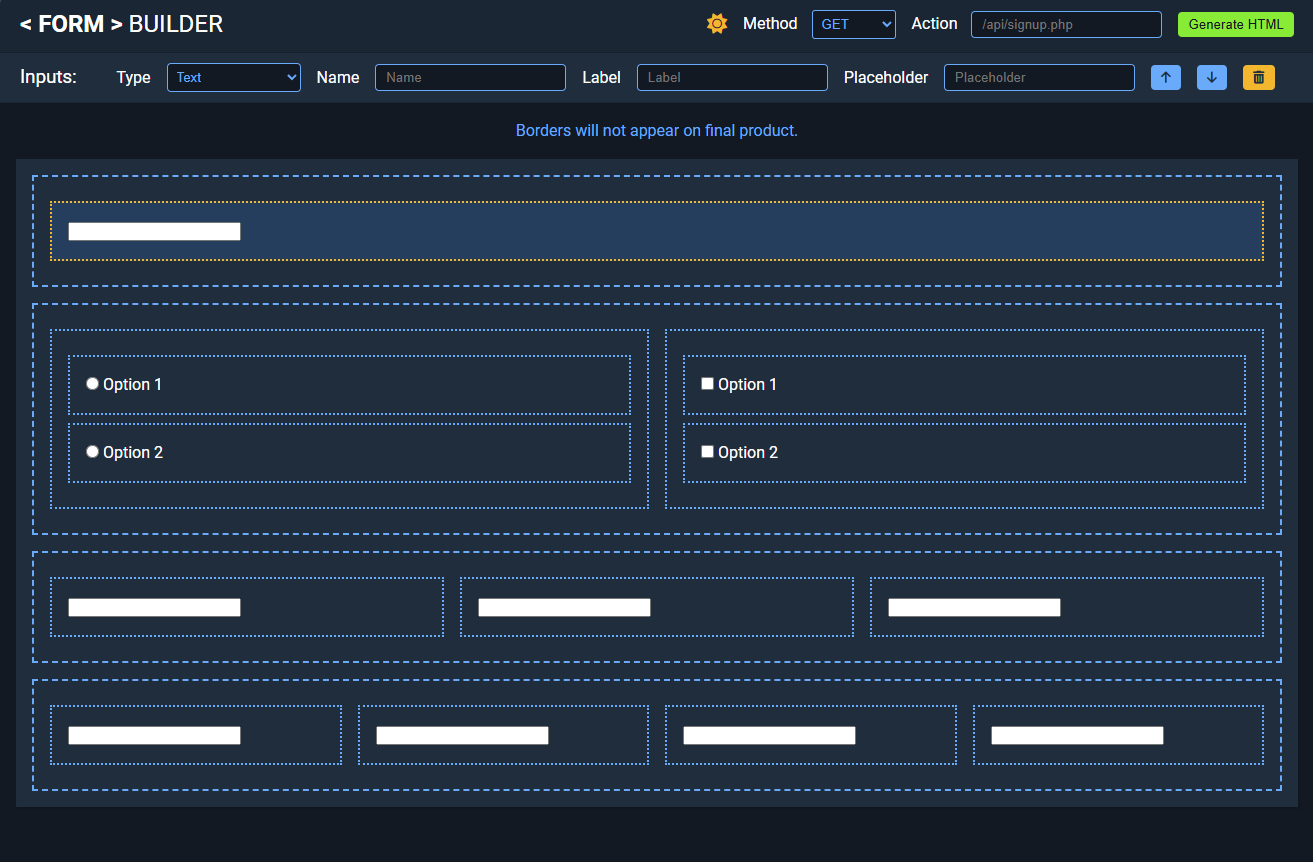 < FORM > BUILDER Method GET Action /api/signup.php Generate HTML
Inputs: Type Text Name Name Label Label Placeholder Placeholder
Borders will not appear on final product.
Option 1 Option 1
Option 2 Option 2